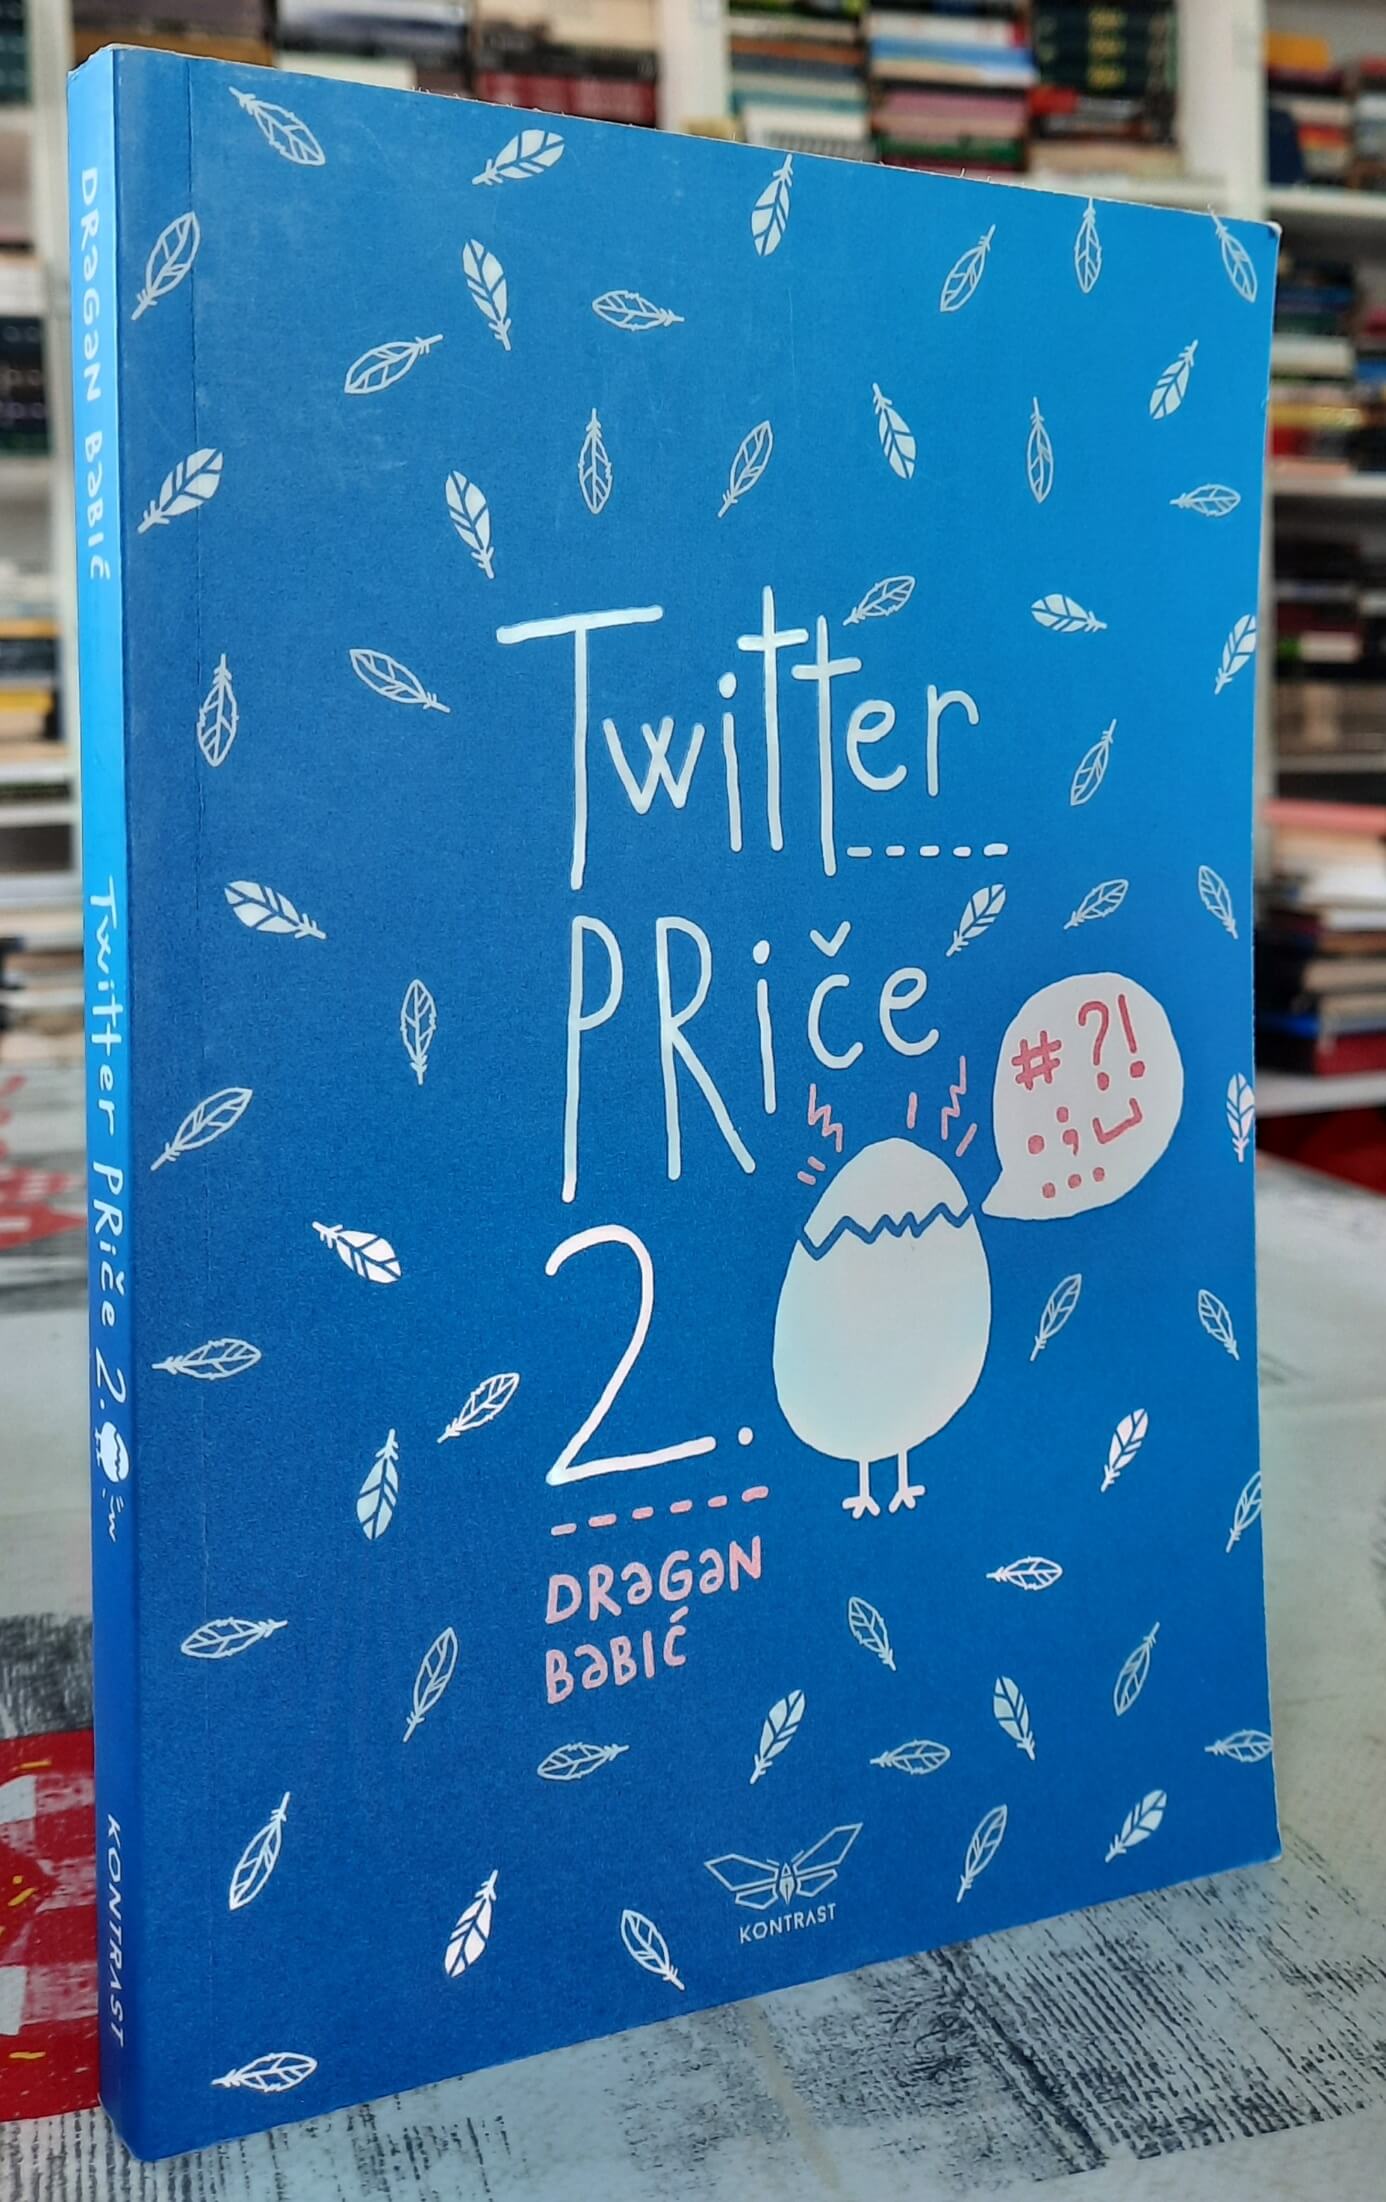 DRAGAN BABIĆ
Twitter PRiče 2.
KONTRAST
Twitter
PRiče
2.
DRAGAN
BABIĆ
#?!
.;
...
KONTRAST